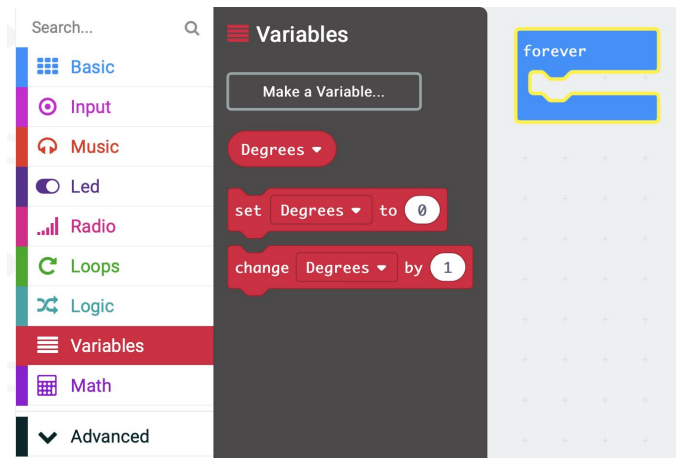 Search...
Basic
Input
Music
Led
Radio
Loops
Logic
Variables
Math
Advanced
Variables
Make a Variable...
Degrees
set Degrees to 0
change Degrees by 1
forever